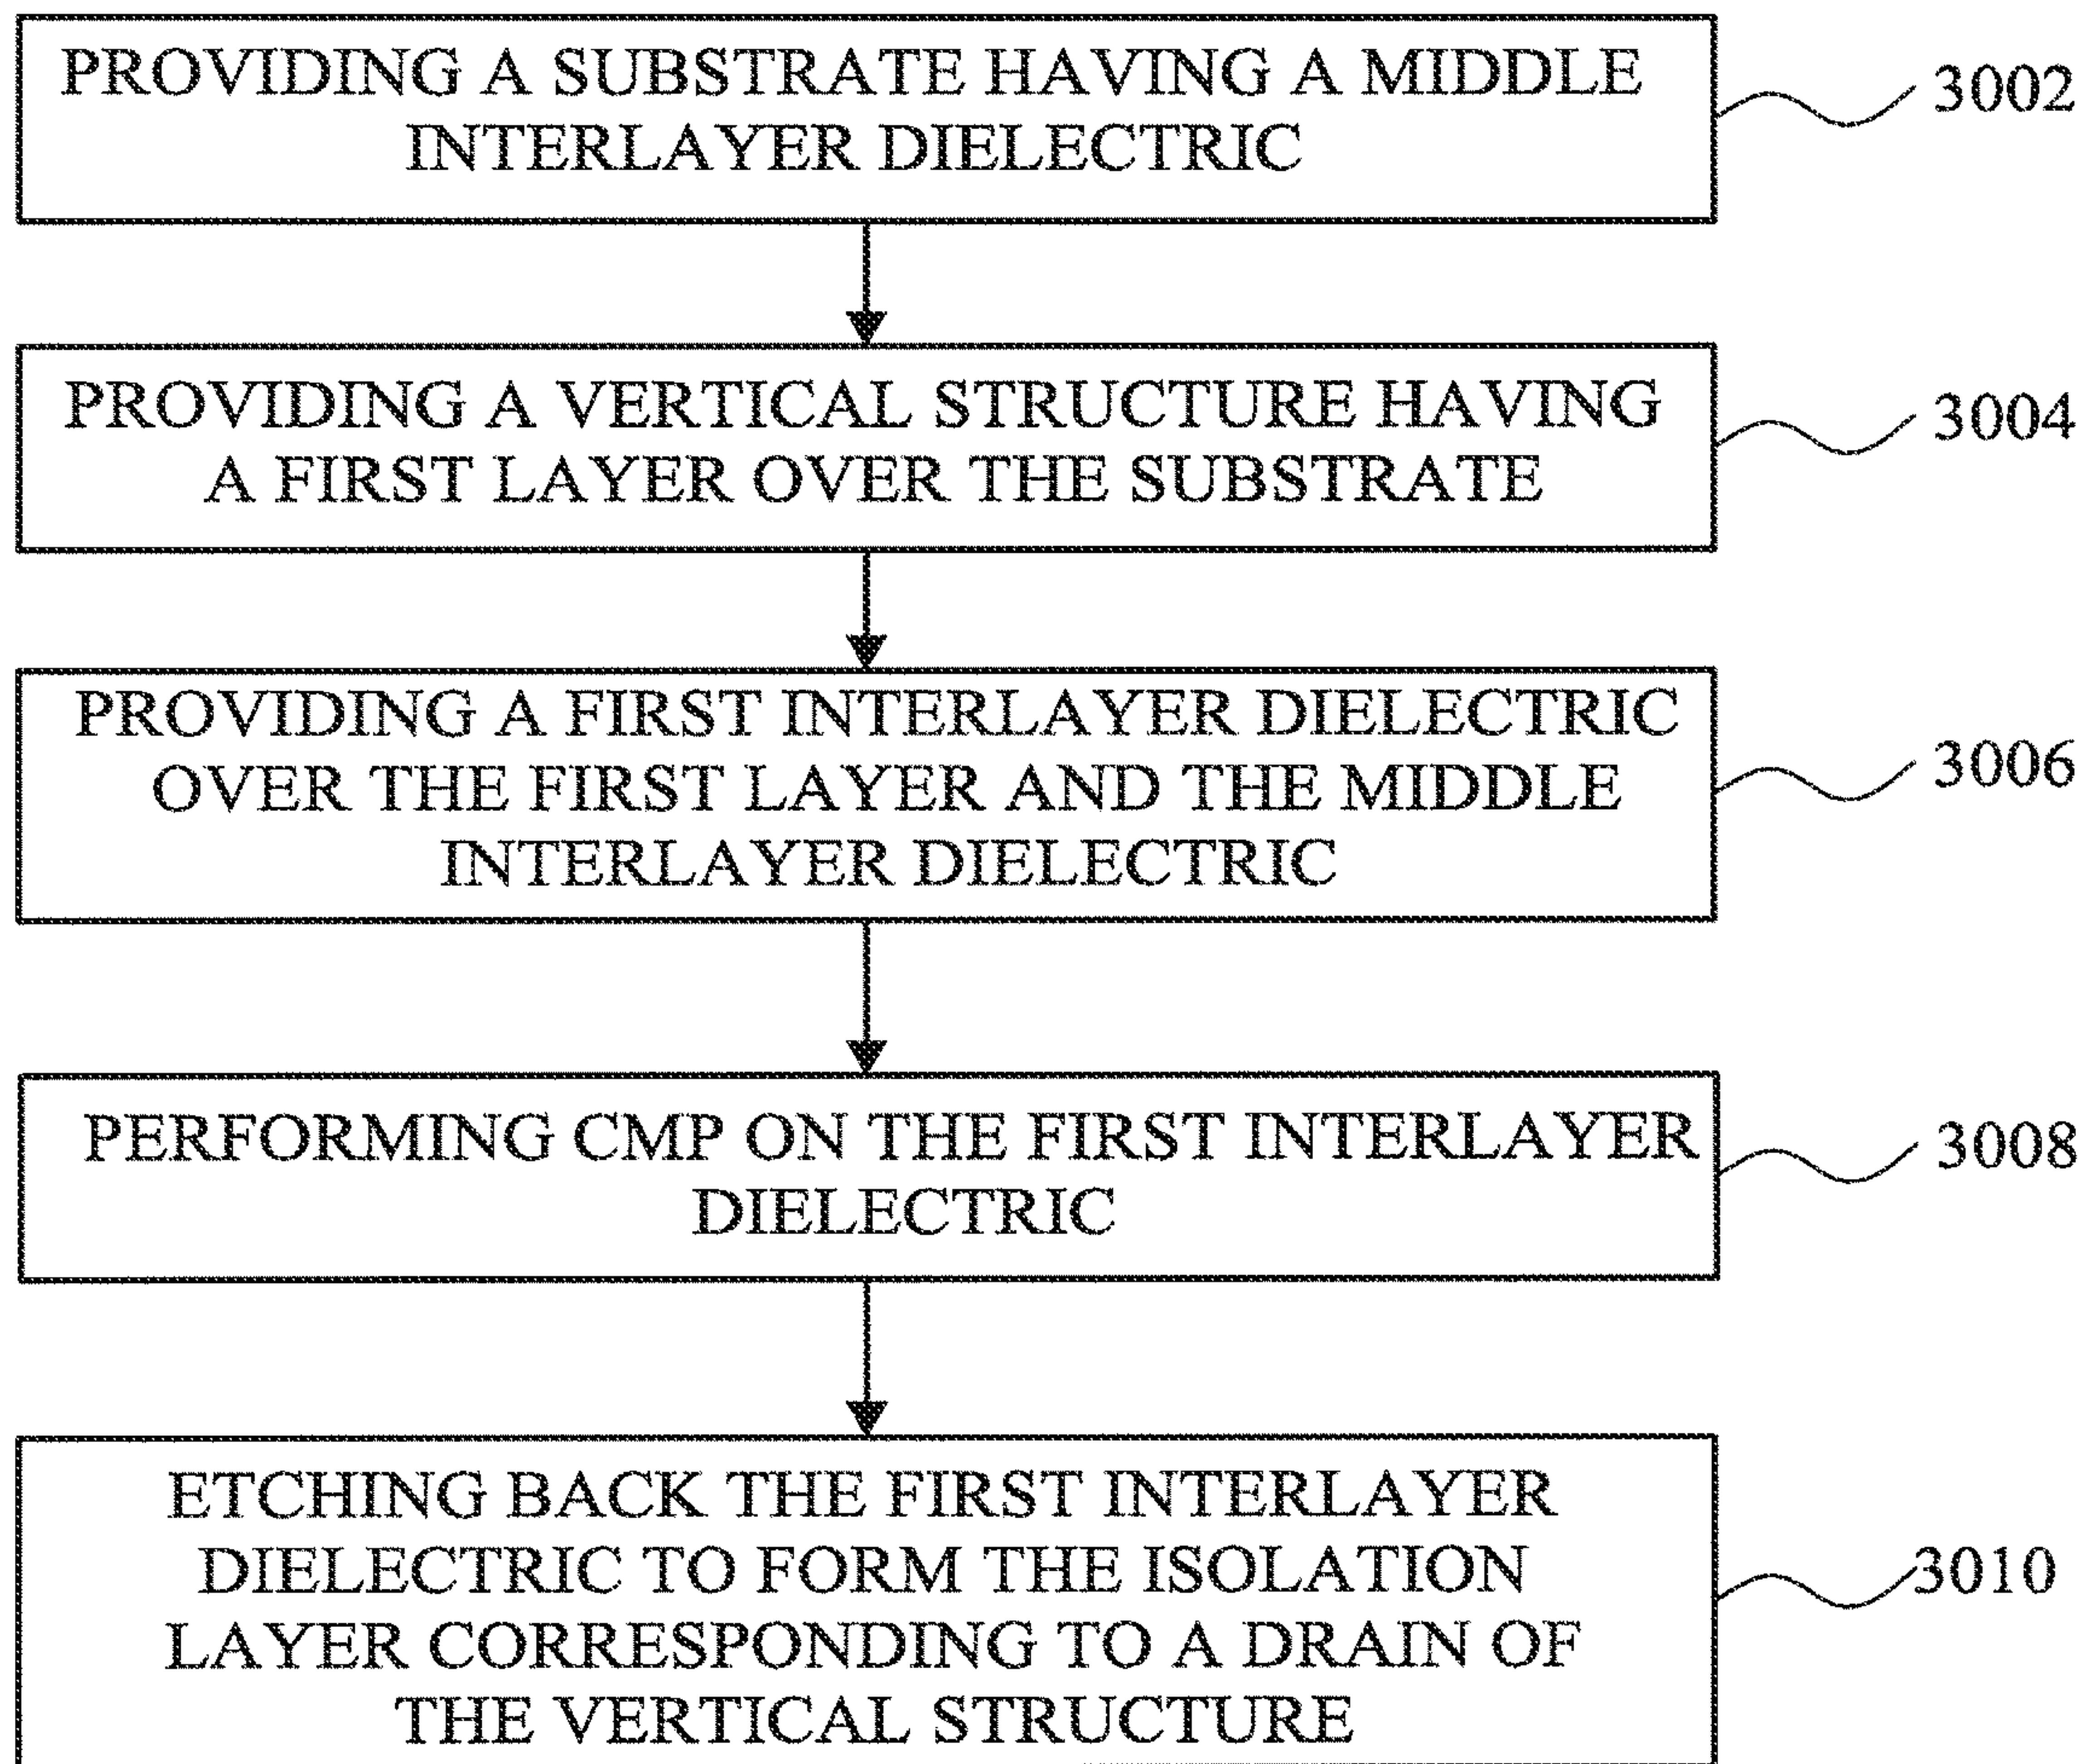 PROVIDING A SUBSTRATE HAVING A MIDDLE
INTERLAYER DIELECTRIC
3002
PROVIDING A VERTICAL STRUCTURE HAVING
A FIRST LAYER OVER THE SUBSTRATE
3004
PROVIDING A FIRST INTERLAYER DIELECTRIC
OVER THE FIRST LAYER AND THE MIDDLE
INTERLAYER DIELECTRIC
3006
PERFORMING CMP ON THE FIRST INTERLAYER
DIELECTRIC
3008
ETCHING BACK THE FIRST INTERLAYER
DIELECTRIC TO FORM THE ISOLATION
LAYER CORRESPONDING TO A DRAIN OF
THE VERTICAL STRUCTURE
3010